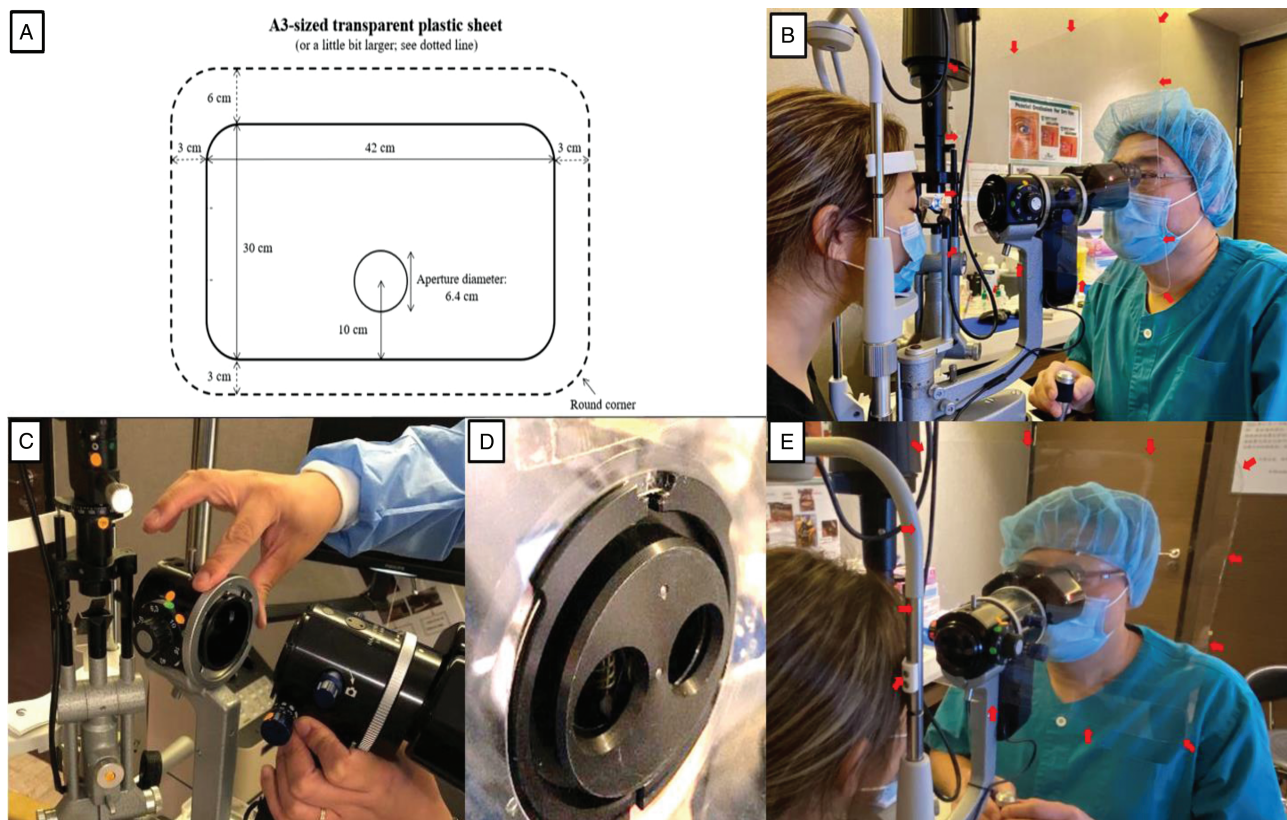 A
A3-sized transparent plastic sheet
(or a little bit larger; see dotted line)
6 cm
3 cm
42 cm
3 cm
30 cm
Aperture diameter:
6.4 cm
10 cm
3 cm
Round corner
B
C
D
E